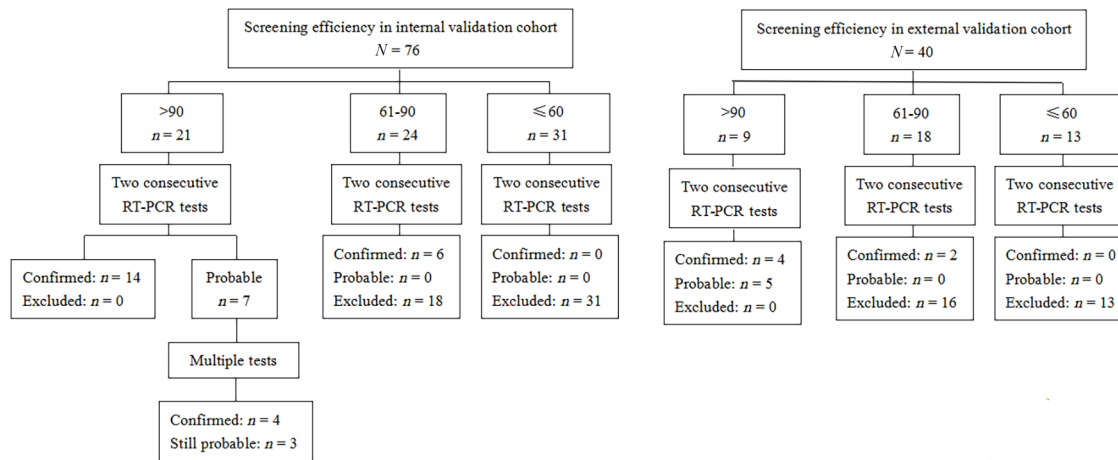 Screening efficiency in internal validation cohort
N = 76
>90
n = 21
61-90
n = 24
≤60
n = 31
Two consecutive
RT-PCR tests
Two consecutive
RT-PCR tests
Two consecutive
RT-PCR tests
Confirmed: n = 14
Excluded: n = 0
Probable
n = 7
Confirmed: n = 6
Probable: n = 0
Excluded: n = 18
Confirmed: n = 0
Probable: n = 0
Excluded: n = 31
Multiple tests
Confirmed: n = 4
Still probable: n = 3
Screening efficiency in external validation cohort
N = 40
>90
n = 9
61-90
n = 18
≤60
n = 13
Two consecutive
RT-PCR tests
Two consecutive
RT-PCR tests
Two consecutive
RT-PCR tests
Confirmed: n = 4
Probable: n = 5
Excluded: n = 0
Confirmed: n = 2
Probable: n = 0
Excluded: n = 16
Confirmed: n = 0
Probable: n = 0
Excluded: n = 13